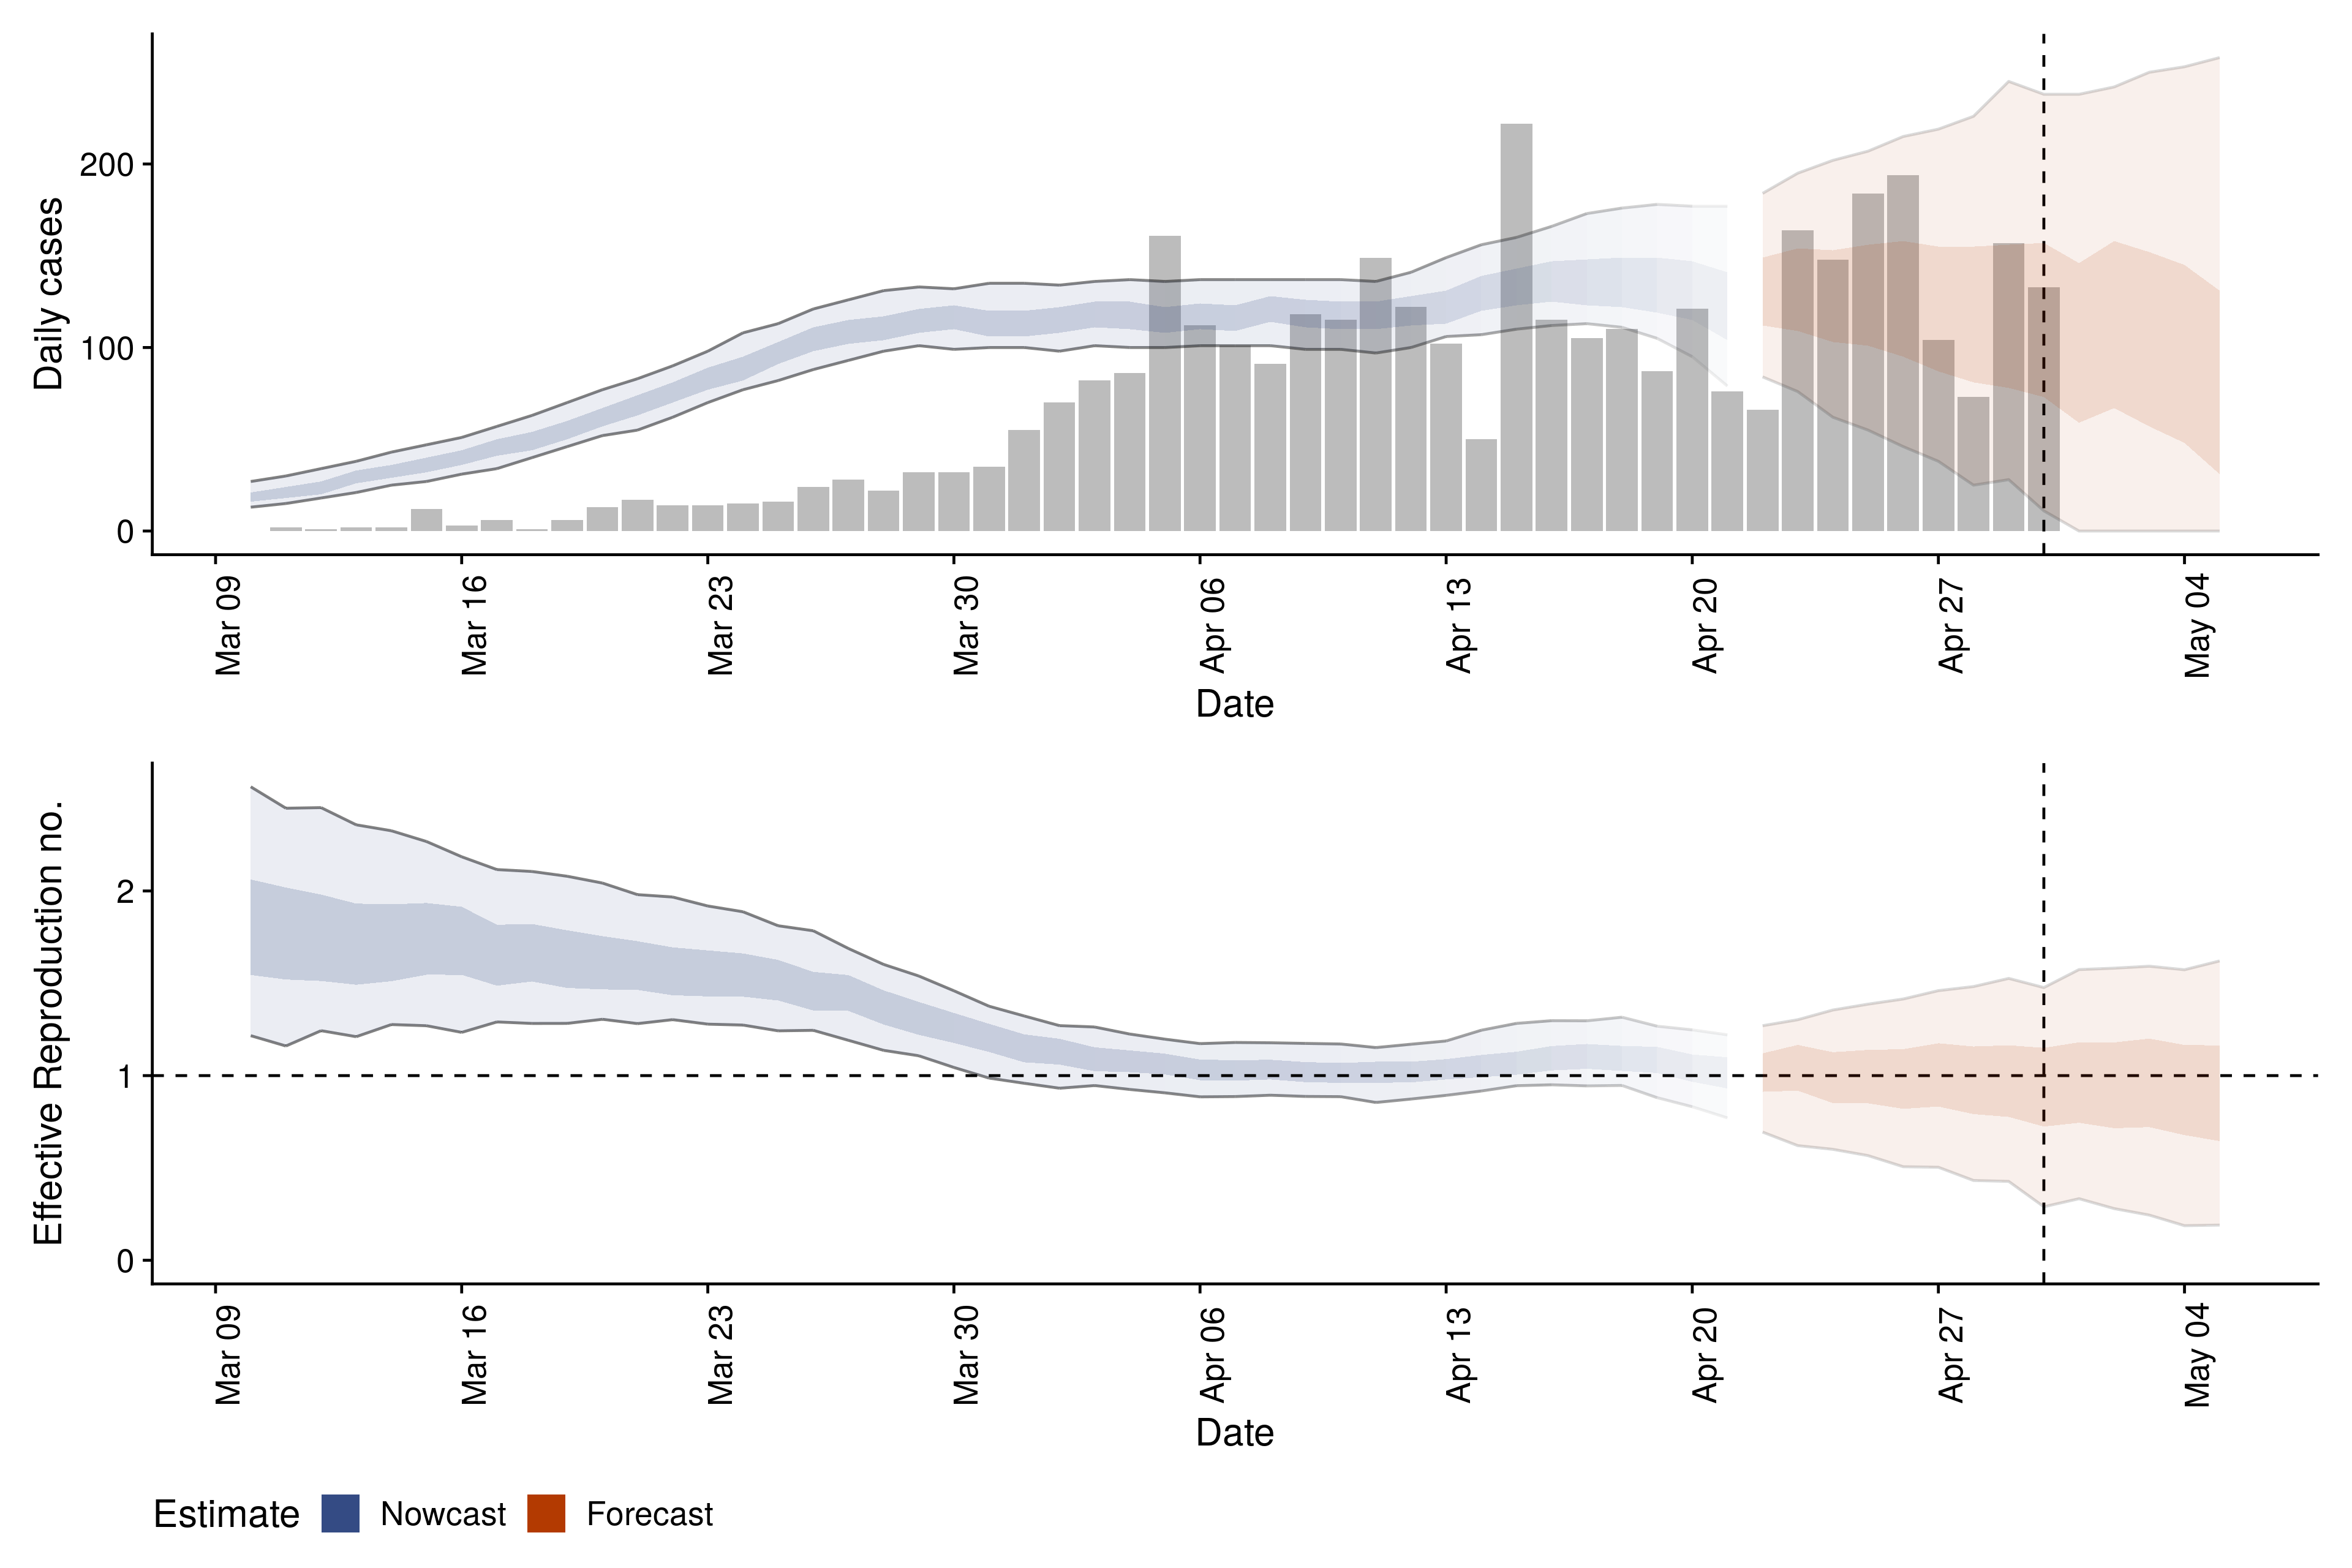 Daily cases
200
100
0
Mar 09
Mar 16
Mar 23
Mar 30
Apr 06
Apr 13
Apr 20
Apr 27
May 04
Date
Effective Reproduction no.
2
1
0
Mar 09
Mar 16
Mar 23
Mar 30
Apr 06
Apr 13
Apr 20
Apr 27
May 04
Date
Estimate Nowcast Forecast